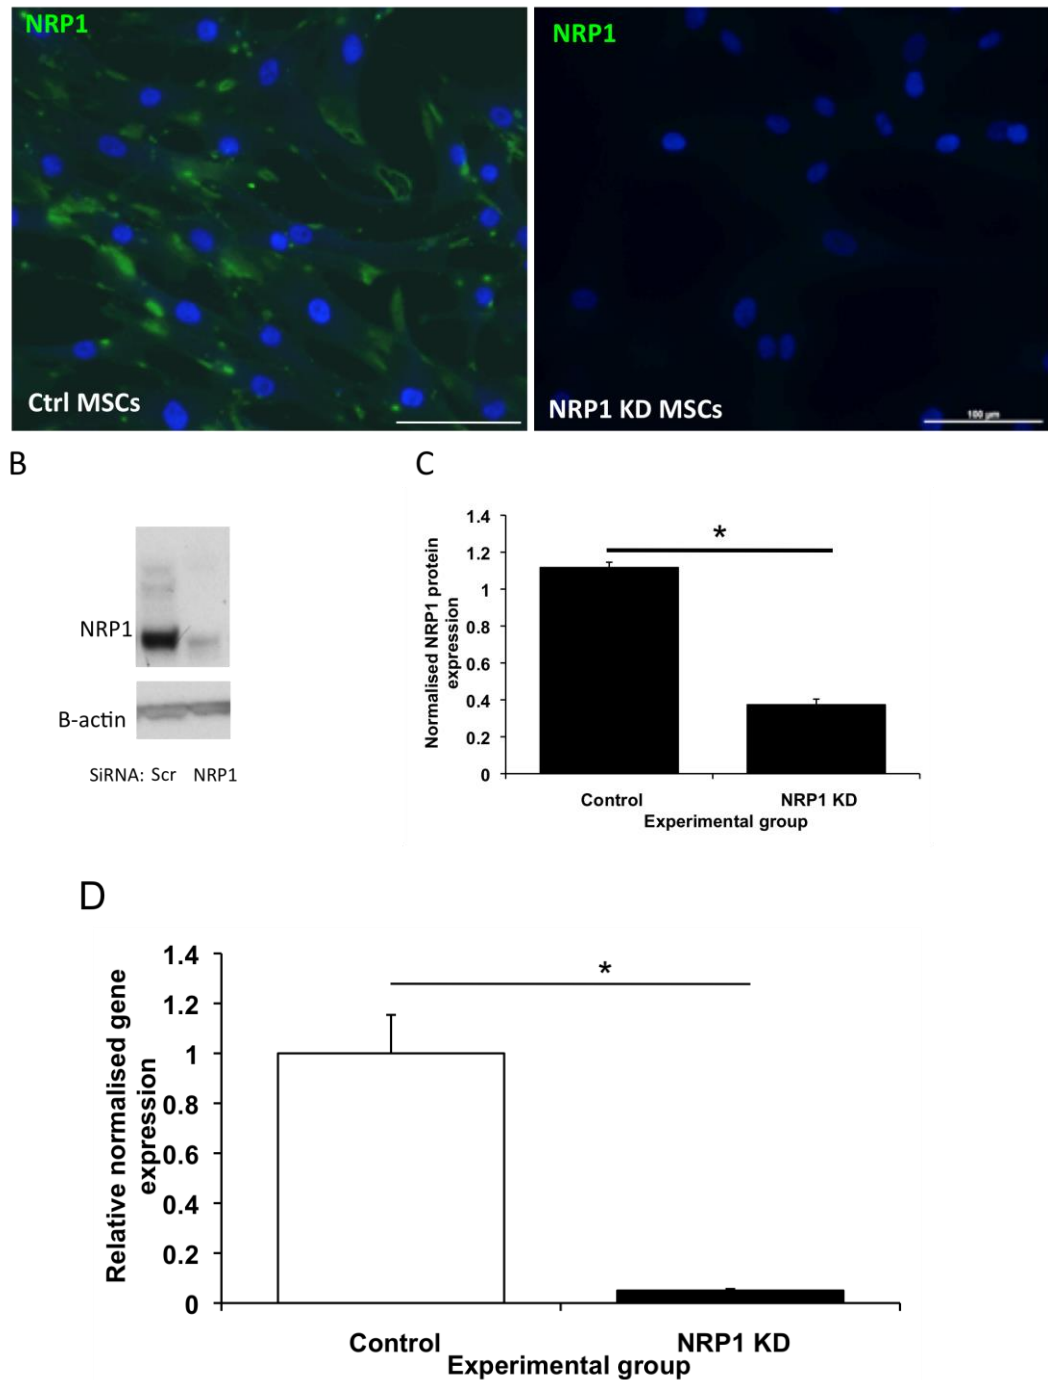 NRP1
Ctrl MSCs
NRP1
NRP1 KD MSCs
100 µm
B
NRP1
B-actin
SiRNA: Scr NRP1
C
Normalised NRP1 protein
expression
1.4
1.2
1
0.8
0.6
0.4
0.2
0
*
Control
NRP1 KD
Experimental group
D
Relative normalised gene
expression
1.4
1.2
1
0.8
0.6
0.4
0.2
0
*
Control
NRP1 KD
Experimental group